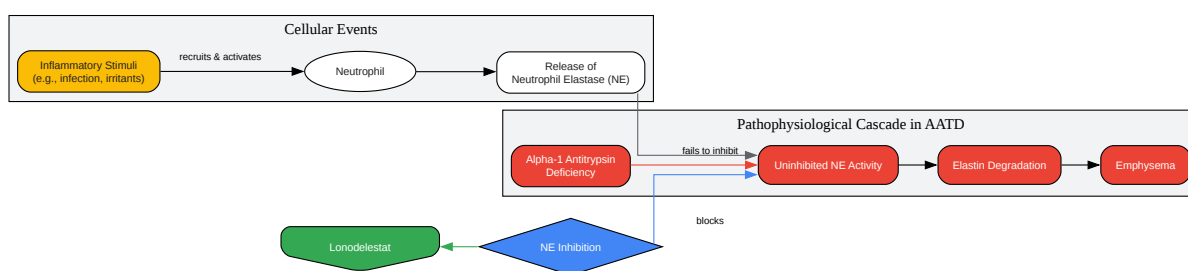 Cellular Events
Inflammatory Stimuli
(e.g., infection, irritants)
recruits & activates
Neutrophil
Release of
Neutrophil Elastase (NE)
Pathophysiological Cascade in AATD
Alpha-1 Antitrypsin
Deficiency
fails to inhibit
Uninhibited NE Activity
Elastin Degradation
Emphysema
blocks
Lonodelestat
NE Inhibition